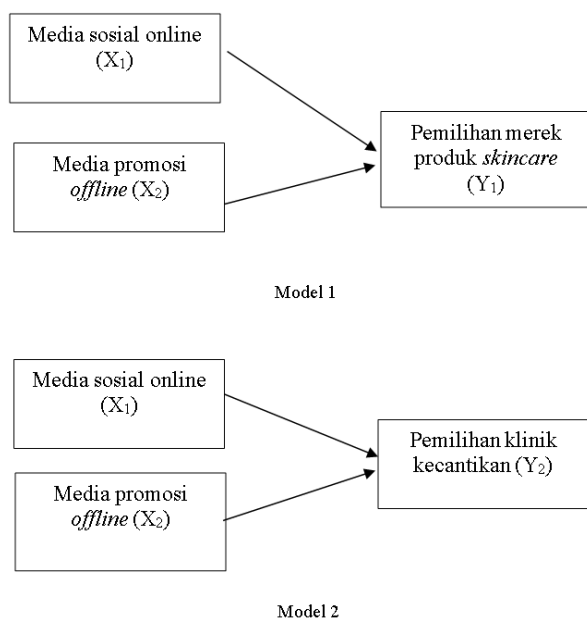 Media sosial online
(X₁)
Media promosi
offline (X₂)
Pemilihan merek
produk skincare
(Y₁)
Model 1
Media sosial online
(X₁)
Media promosi
offline (X₂)
Pemilihan klinik
kecantikan (Y₂)
Model 2